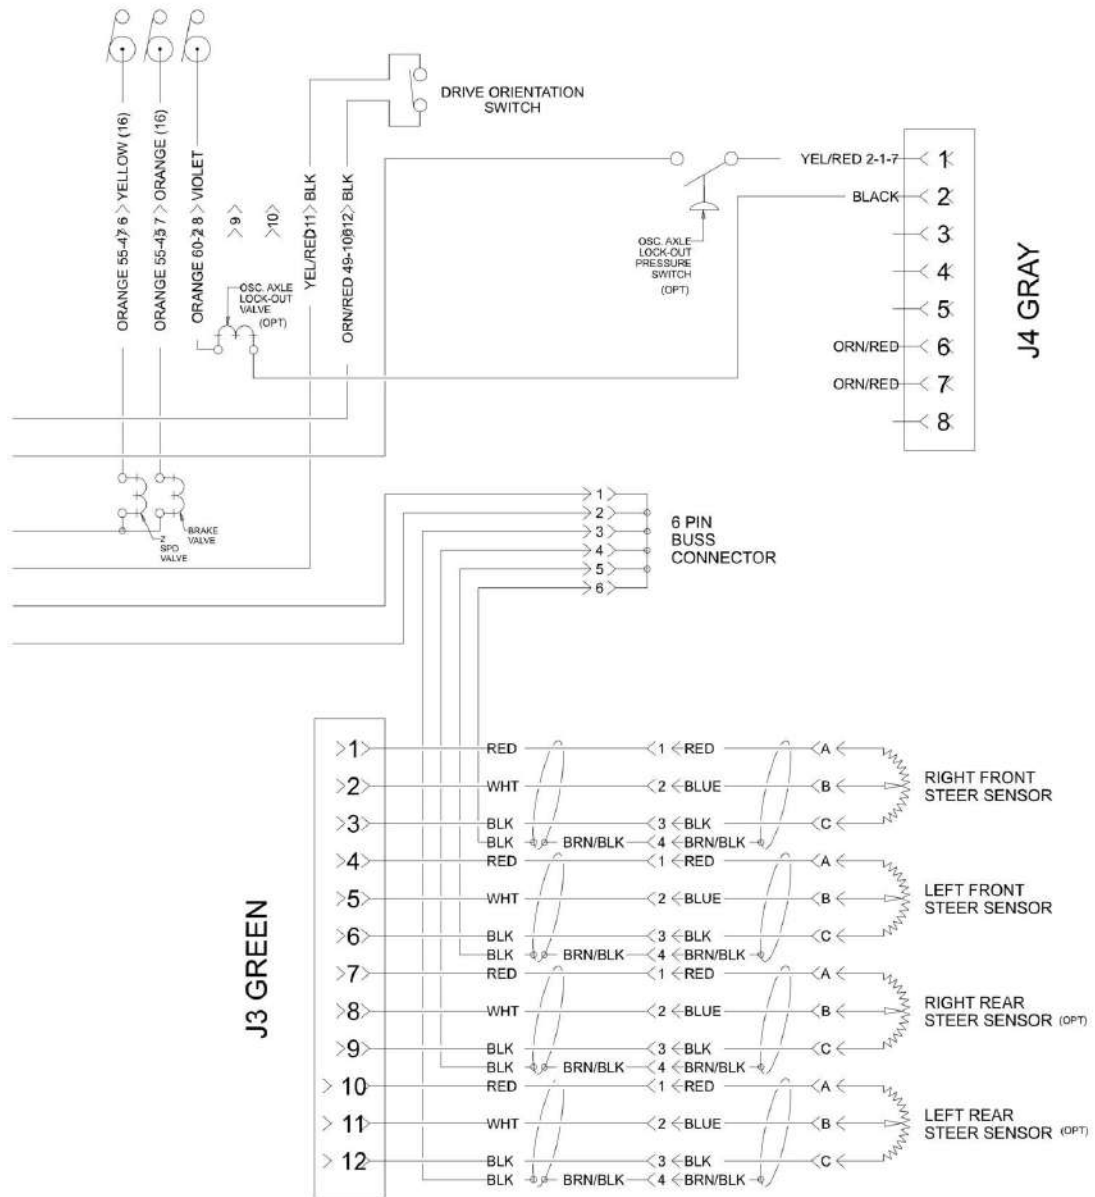 ORANGE 55-47 6 YELLOW (16)
ORANGE 55-45 7 ORANGE (16)
ORANGE 60-2 8 VIOLET
9
10
YEL/RED 11 BLK
ORN/RED 49-106 12 BLK
DRIVE ORIENTATION
SWITCH
OSC. AXLE
LOCK-OUT
VALVE
(OPT)
OSC. AXLE
LOCK-OUT
PRESSURE
SWITCH
(OPT)
YEL/RED 2-1-7 1
BLACK 2
3
4
5
ORN/RED 6
ORN/RED 7
8
J4 GRAY
2
SPD
VALVE
BRAKE
VALVE
1
2
3
4
5
6
6 PIN
BUSS
CONNECTOR
J3 GREEN
1 RED 1 RED A
2 WHT 2 BLUE B
3 BLK 3 BLK C
BLK BRN/BLK 4 BRN/BLK
RIGHT FRONT
STEER SENSOR
4 RED 1 RED A
5 WHT 2 BLUE B
6 BLK 3 BLK C
BLK BRN/BLK 4 BRN/BLK
LEFT FRONT
STEER SENSOR
7 RED 1 RED A
8 WHT 2 BLUE B
9 BLK 3 BLK C
BLK BRN/BLK 4 BRN/BLK
RIGHT REAR
STEER SENSOR (OPT)
10 RED 1 RED A
11 WHT 2 BLUE B
12 BLK 3 BLK C
BLK BRN/BLK 4 BRN/BLK
LEFT REAR
STEER SENSOR (OPT)